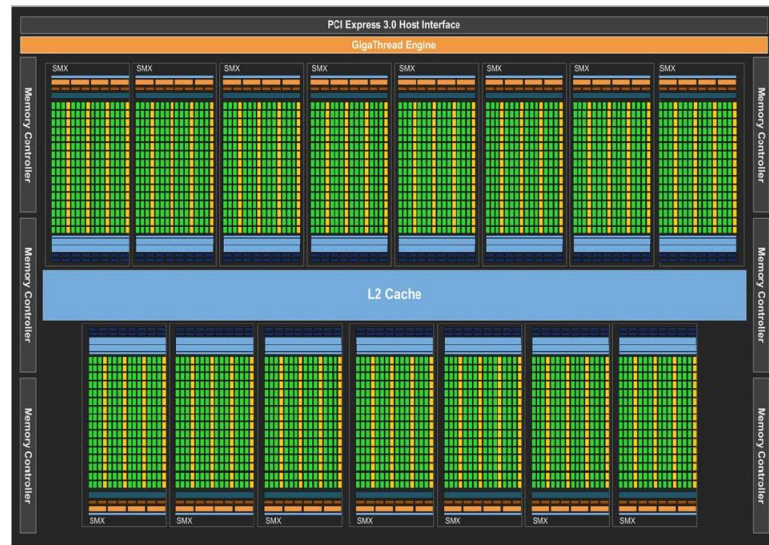 PCI Express 3.0 Host Interface
GigaThread Engine
SMX SMX SMX SMX SMX SMX SMX SMX
Memory Controller
Memory Controller
Memory Controller
Memory Controller
Memory Controller
Memory Controller
L2 Cache
SMX SMX SMX SMX SMX SMX SMX